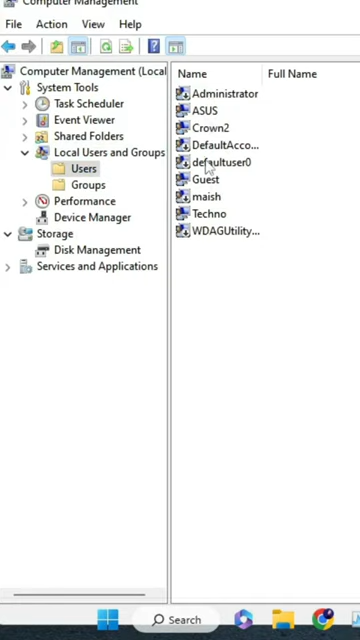 Computer Management
File Action View Help
Computer Management (Local
System Tools
Task Scheduler
Event Viewer
Shared Folders
Local Users and Groups
Users
Groups
Performance
Device Manager
Storage
Disk Management
Services and Applications
Name Full Name
Administrator
ASUS
Crown2
DefaultAcco...
defaultuser0
Guest
maish
Techno
WDAGUtility...
Search